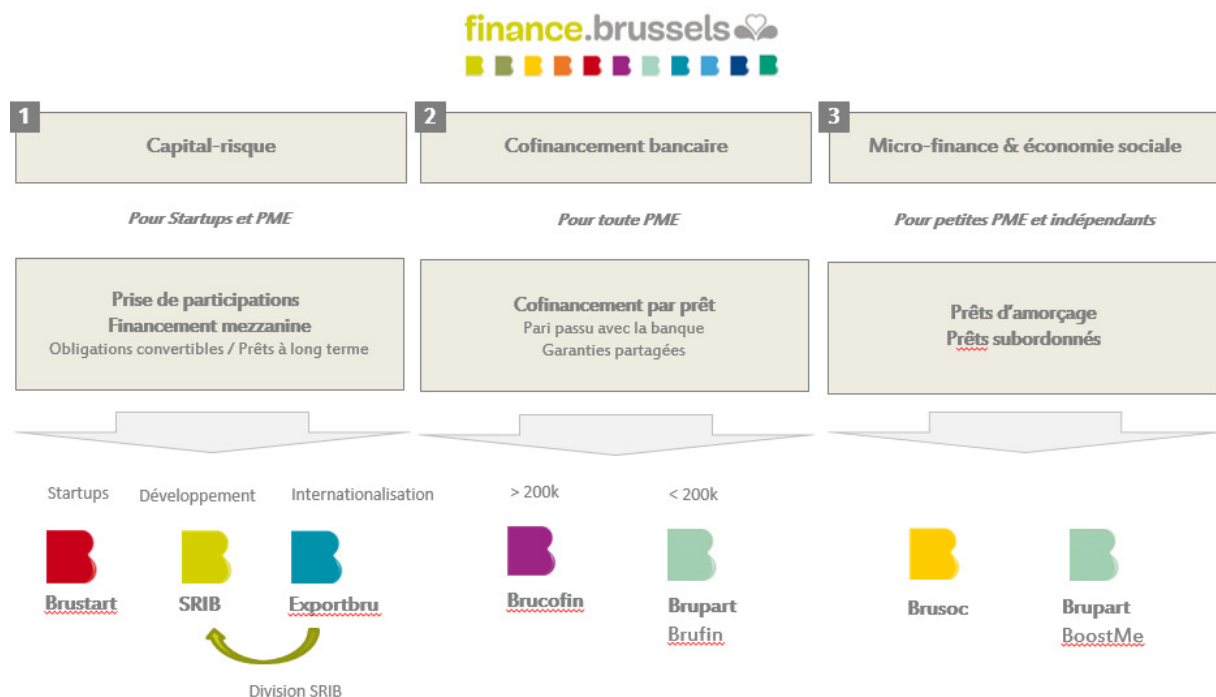 finance.brussels
1
Capital-risque
Pour Startups et PME
Prise de participations
Financement mezzanine
Obligations convertibles / Prêts à long terme
Startups
Développement
Internationalisation
Brustart
SRIB
Exportbru
Division SRIB
2
Cofinancement bancaire
Pour toute PME
Cofinancement par prêt
Pari passu avec la banque
Garanties partagées
> 200k
< 200k
Brucofin
Brupart
Brufin
3
Micro-finance & économie sociale
Pour petites PME et indépendants
Prêts d'amorçage
Prêts subordonnés
Brusoc
Brupart
BoostMe